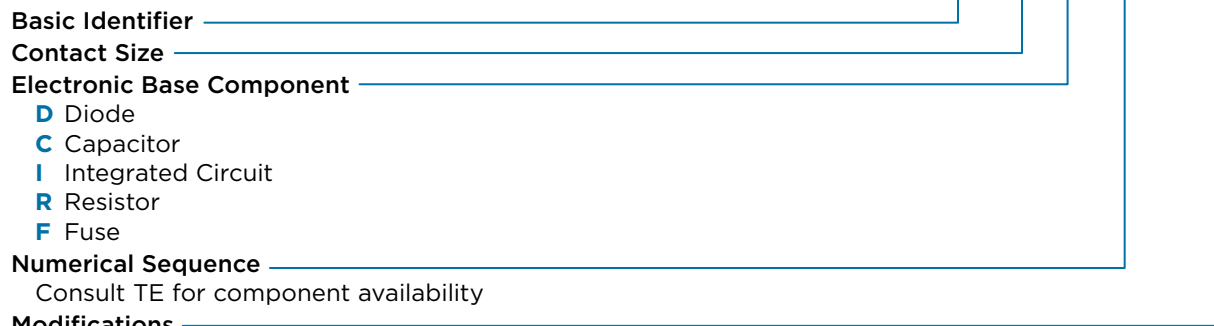 Basic Identifier
Contact Size
Electronic Base Component
D Diode
C Capacitor
I Integrated Circuit
R Resistor
F Fuse
Numerical Sequence
Consult TE for component availability
Modifications